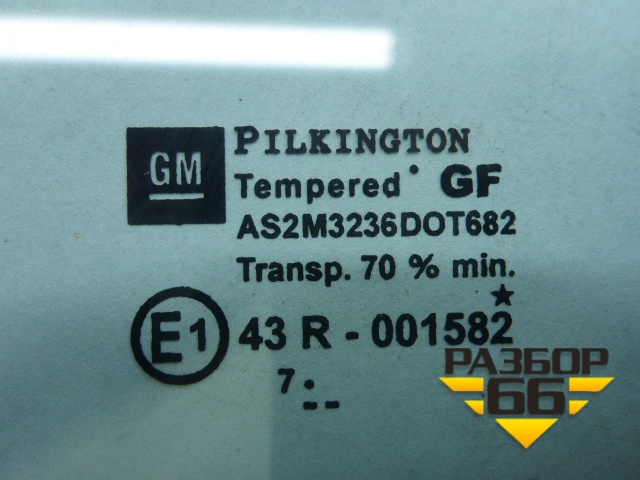 GM
PILKINGTON
Tempered GF
AS2M3236DOT682
Transp. 70 % min.
E1 43 R - 001582
7
РАЗБОР
66